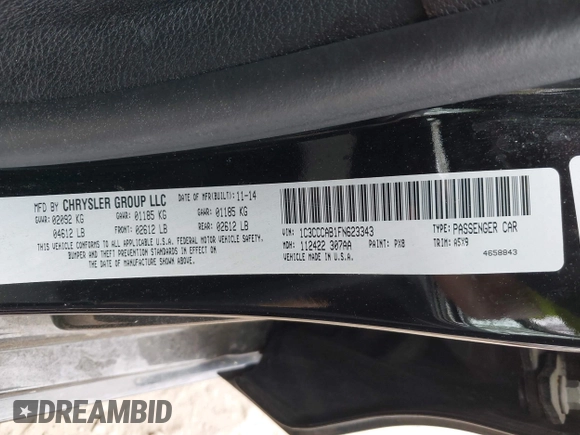 MFD BY CHRYSLER GROUP LLC DATE OF MFR(BUILT): 11-14
GVWR: 02092 KG GAWR: 01185 KG GAWR: 01185 KG
04612 LB FRONT: 02612 LB REAR: 02612 LB
THIS VEHICLE CONFORMS TO ALL APPLICABLE U.S.A. FEDERAL MOTOR VEHICLE SAFETY,
BUMPER AND THEFT PREVENTION STANDARDS IN EFFECT ON
THE DATE OF MANUFACTURE SHOWN ABOVE.
VIN: 1C3CCCAB1FN623343 TYPE: PASSENGER CAR
MDH: 112422 307AA PAINT: PX8 TRIM: A5Y9
VEHICLE MADE IN U.S.A. 4658843
DREAMBID